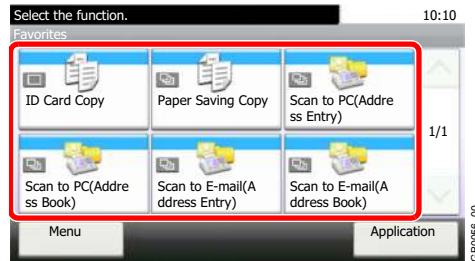 Select the function.
10:10
Favorites
ID Card Copy
Paper Saving Copy
Scan to PC(Addre
ss Entry)
1/1
Scan to PC(Addre
ss Book)
Scan to E-mail(A
ddress Entry)
Scan to E-mail(A
ddress Book)
Menu
Application